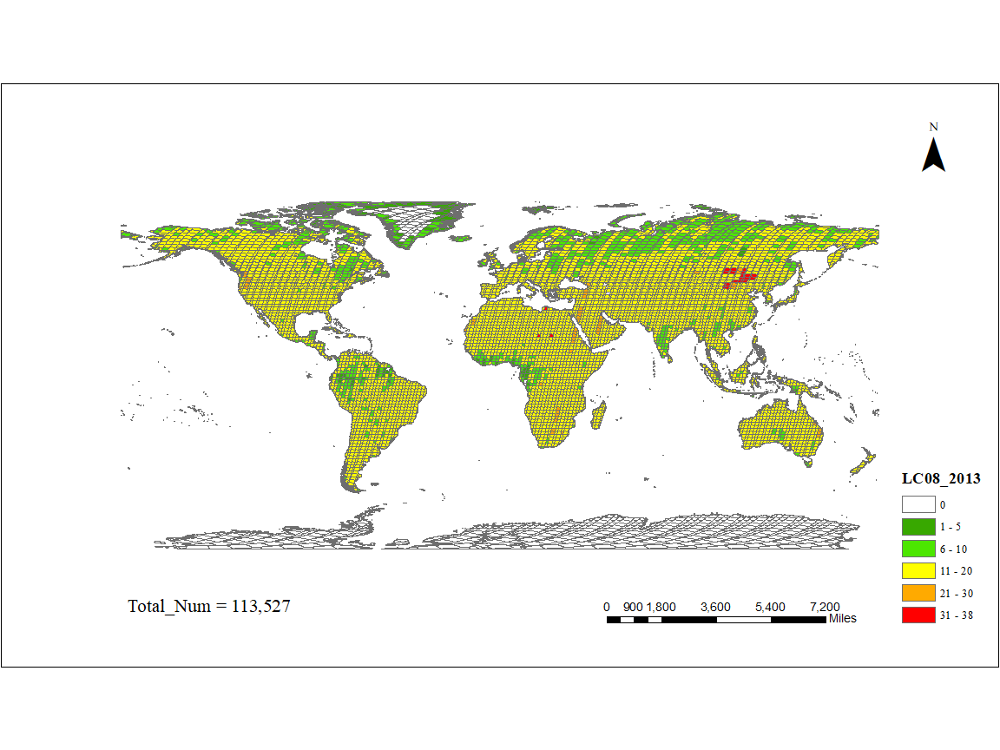 N
LC08_2013
0
1 - 5
6 - 10
11 - 20
21 - 30
31 - 38
Total_Num = 113,527
0 900 1,800 3,600 5,400 7,200
Miles